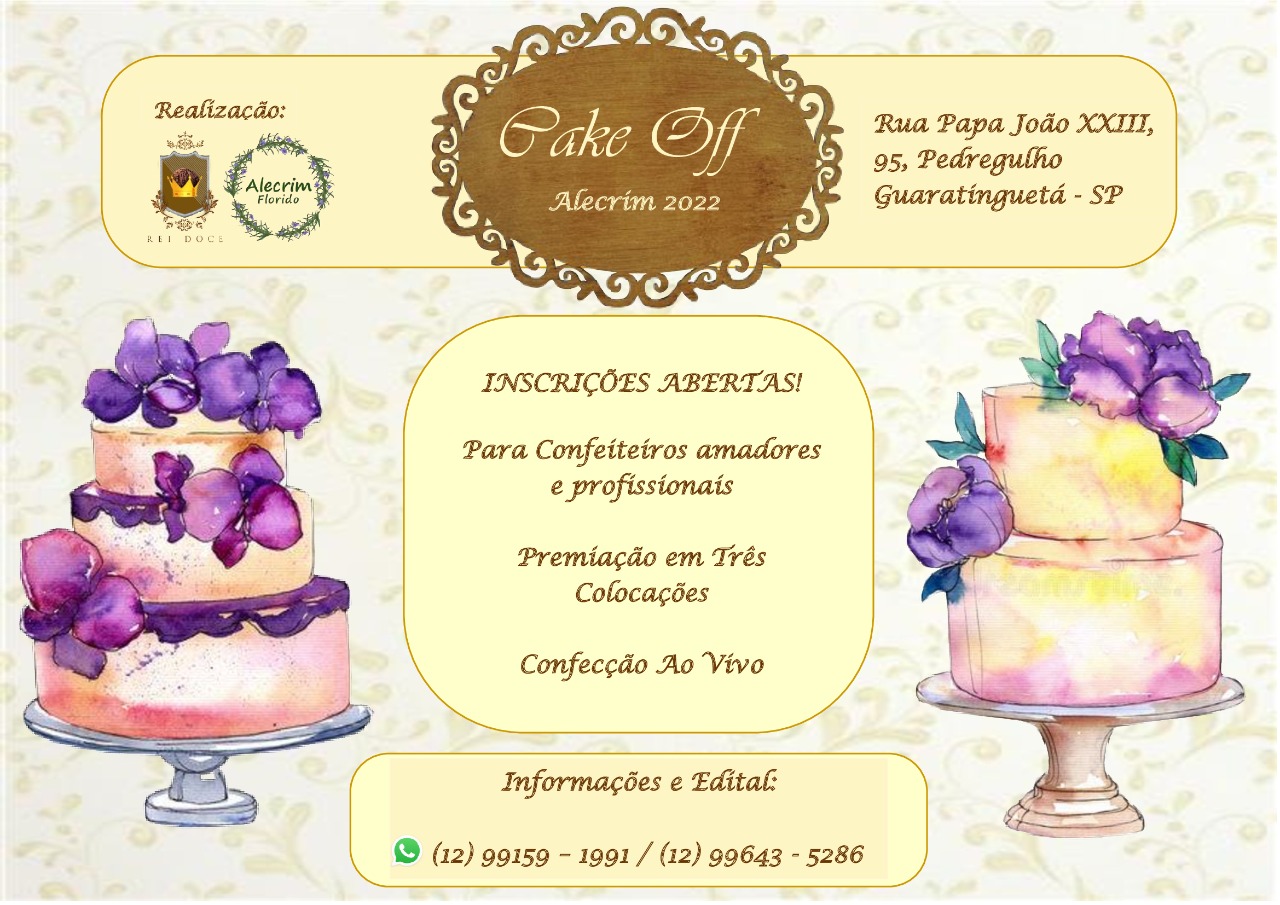 Realização:
REI DOCE
Alecrim
Florido
Cake Off
Alecrim 2022
Rua Papa João XXIII,
95, Pedregulho
Guaratinguetá - SP
INSCRIÇÕES ABERTAS!
Para Confeiteiros amadores
e profissionais
Premiação em Três
Colocações
Confecção Ao Vivo
Informações e Edital:
(12) 99159 – 1991 / (12) 99643 - 5286